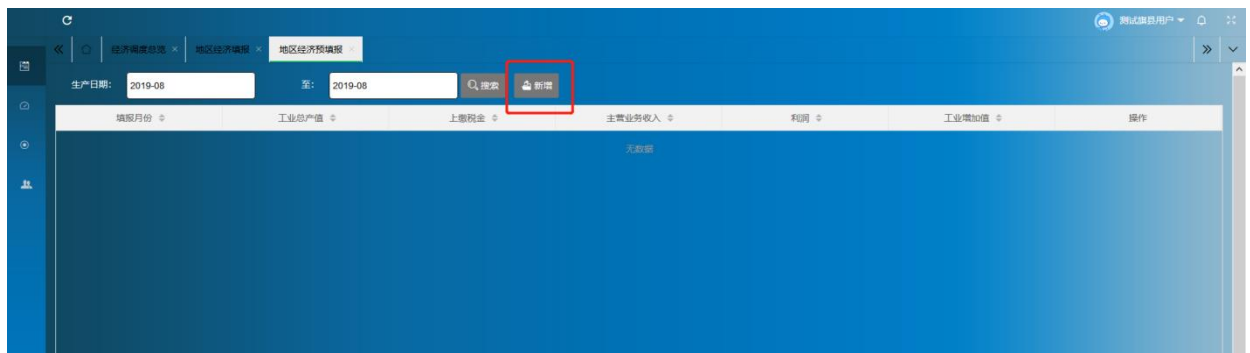 测试旗县用户
经济调度总览 × 地区经济填报 × 地区经济预填报 ×
生产日期: 2019-08 至: 2019-08 搜索 新增
填报月份 工业总产值 上缴税金 主营业务收入 利润 工业增加值 操作
无数据